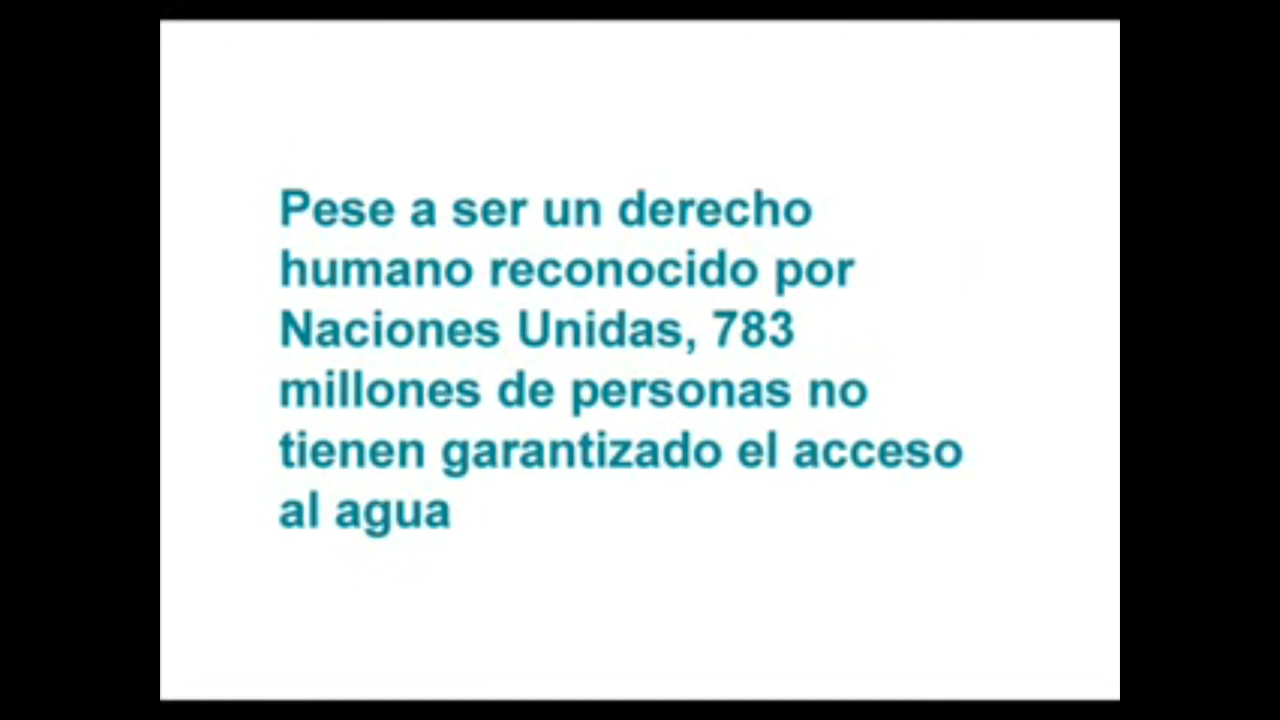 Pese a ser un derecho
humano reconocido por
Naciones Unidas, 783
millones de personas no
tienen garantizado el acceso
al agua